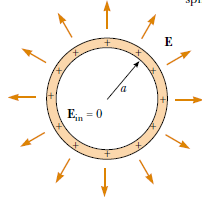 E
a
E_in = 0
+ + + + + + + + + + + +